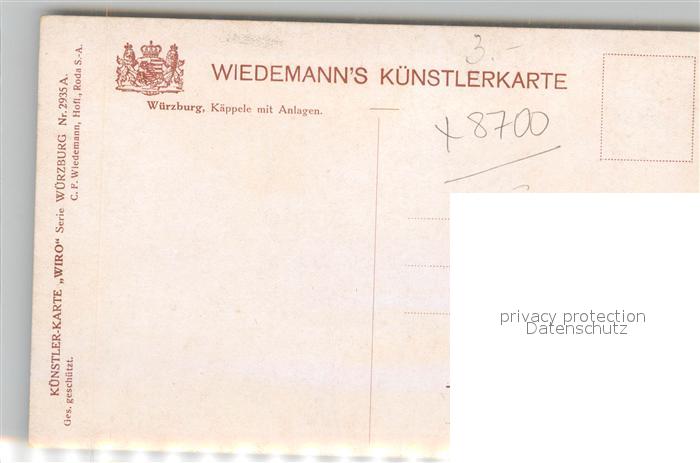 3.-
WIEDEMANN'S KÜNSTLERKARTE
Würzburg, Käppele mit Anlagen.
x 8700
KÜNSTLER-KARTE „WIRO“ Serie WÜRZBURG Nr. 2935 A.
Ges. geschützt.
C. F. Wiedemann, Hofl., Roda S.-A.
privacy protection
Datenschutz